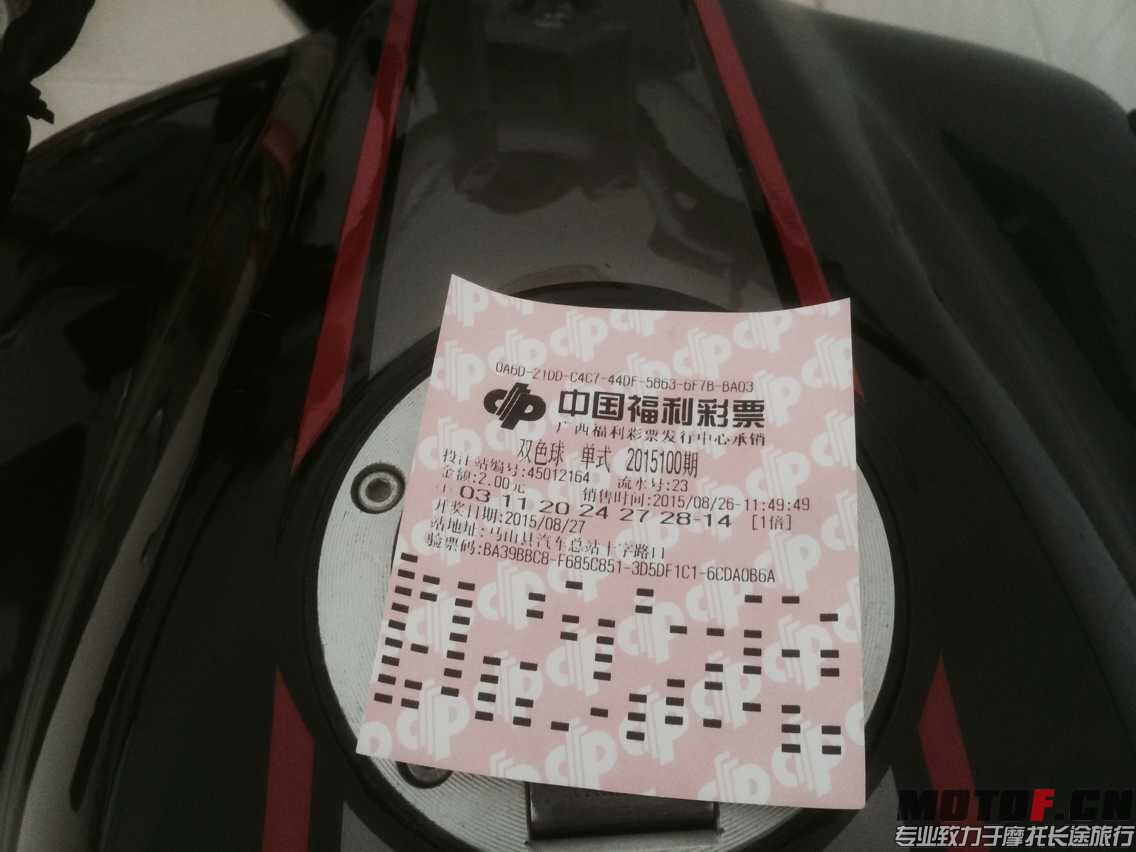 0A6D-21DD-C4C7-44DF-5B63-6F7B-BA03
中国福利彩票
广西福利彩票发行中心承销
双色球 单式 2015100期
投注站编号:45012164 流水号:23
金额:2.00元 销售时间:2015/08/26-11:49:49
03 11 20 24 27 28-14 [1倍]
开奖日期:2015/08/27
站地址:马山县汽车总站十字路口
验票码:BA39BBC8-F685C851-3D5DF1C1-6CDA0B6A
MOTOF.CN
专业致力于摩托长途旅行